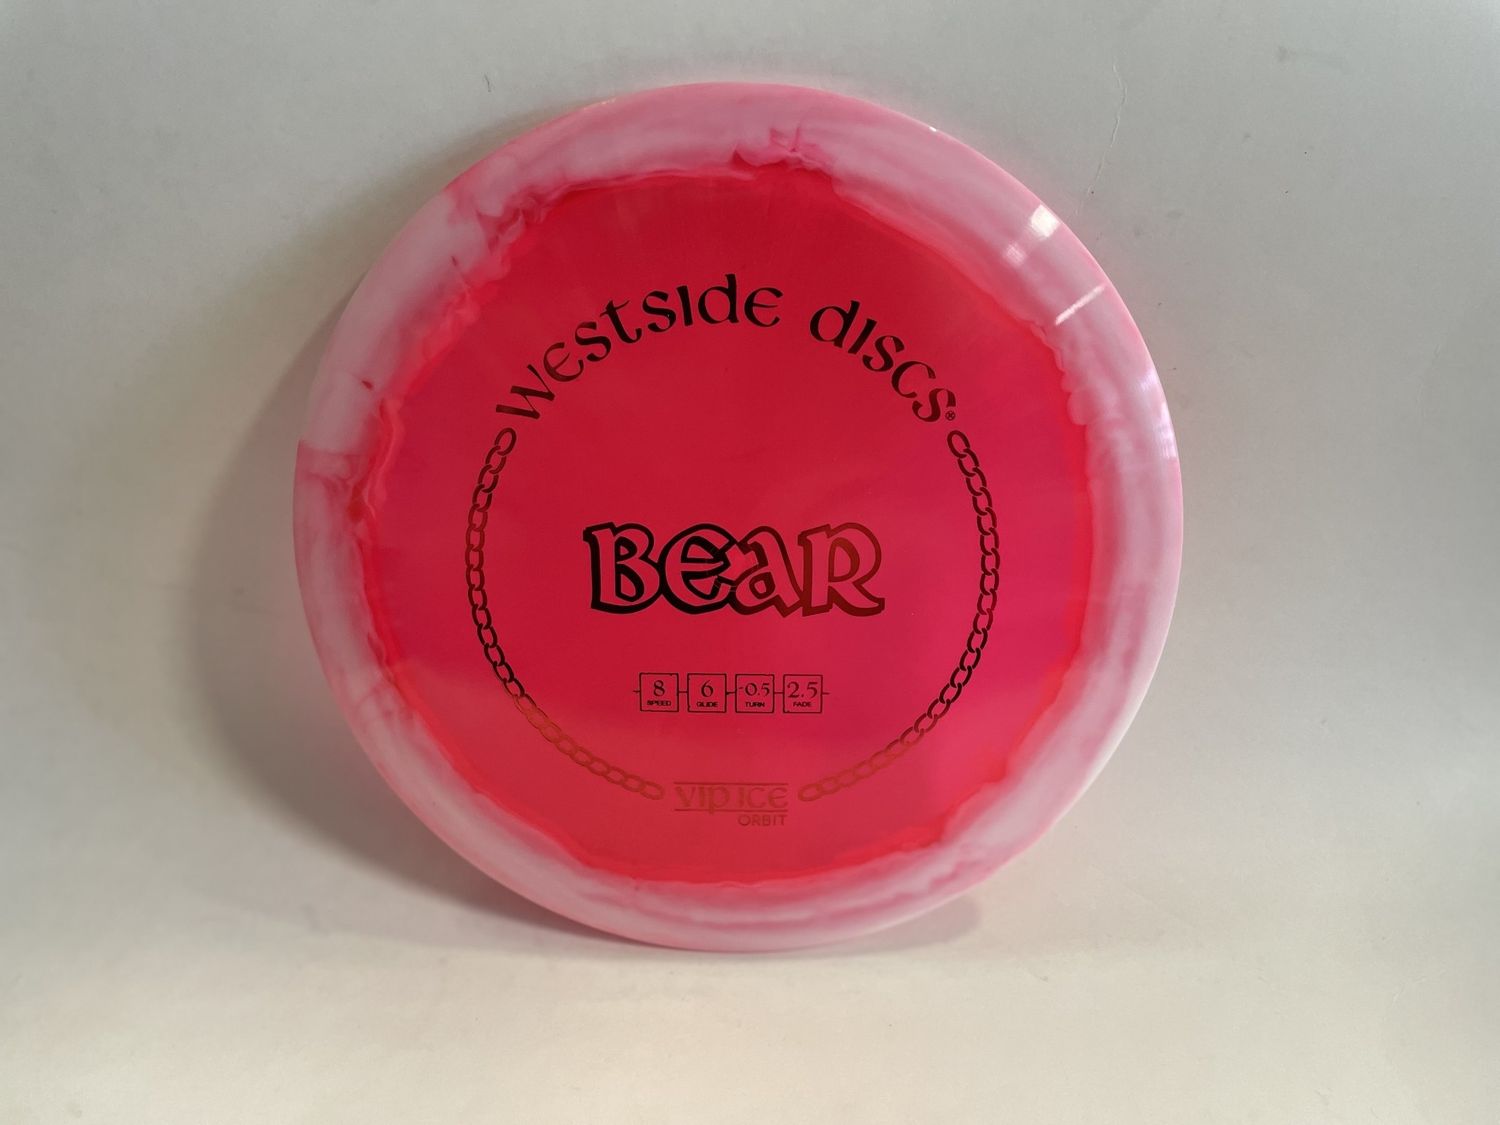 westside discs®
BEAR
8 6 -0.5 2.5
SPEED GLIDE TURN FADE
VIP ICE
ORBIT